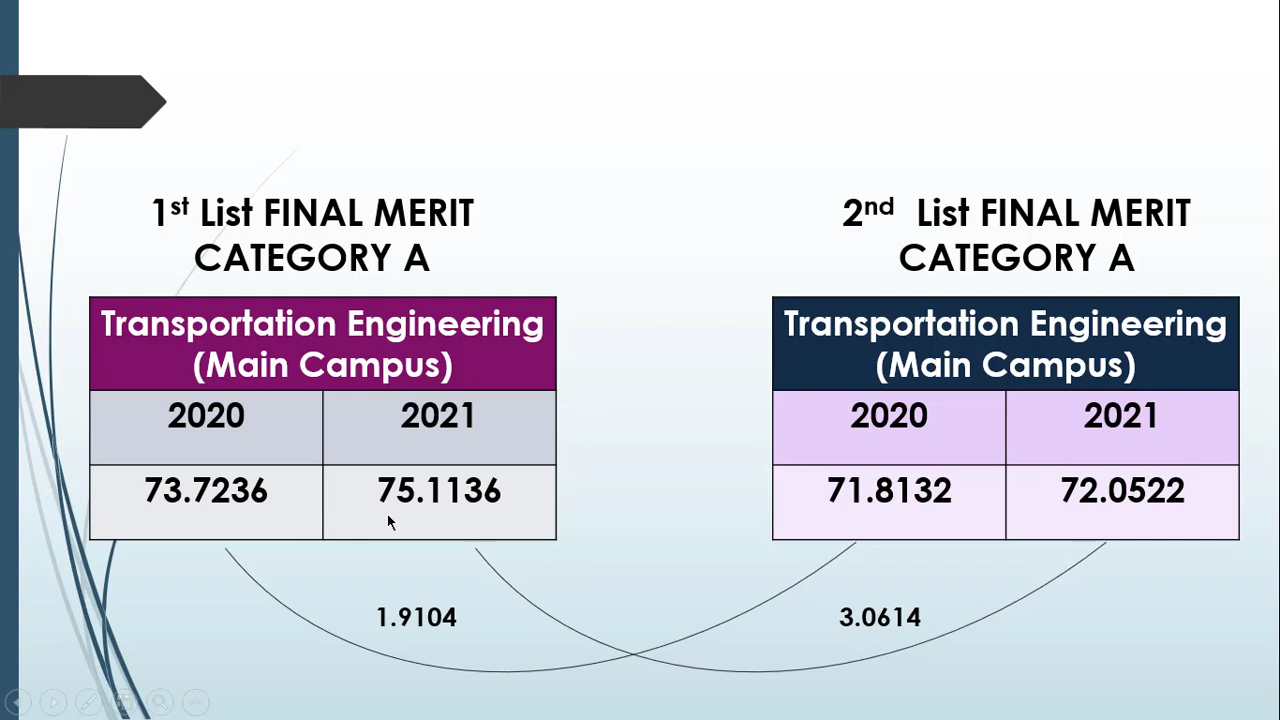 1st List FINAL MERIT
CATEGORY A
Transportation Engineering
(Main Campus)
2020 2021
73.7236 75.1136
2nd List FINAL MERIT
CATEGORY A
Transportation Engineering
(Main Campus)
2020 2021
71.8132 72.0522
1.9104
3.0614